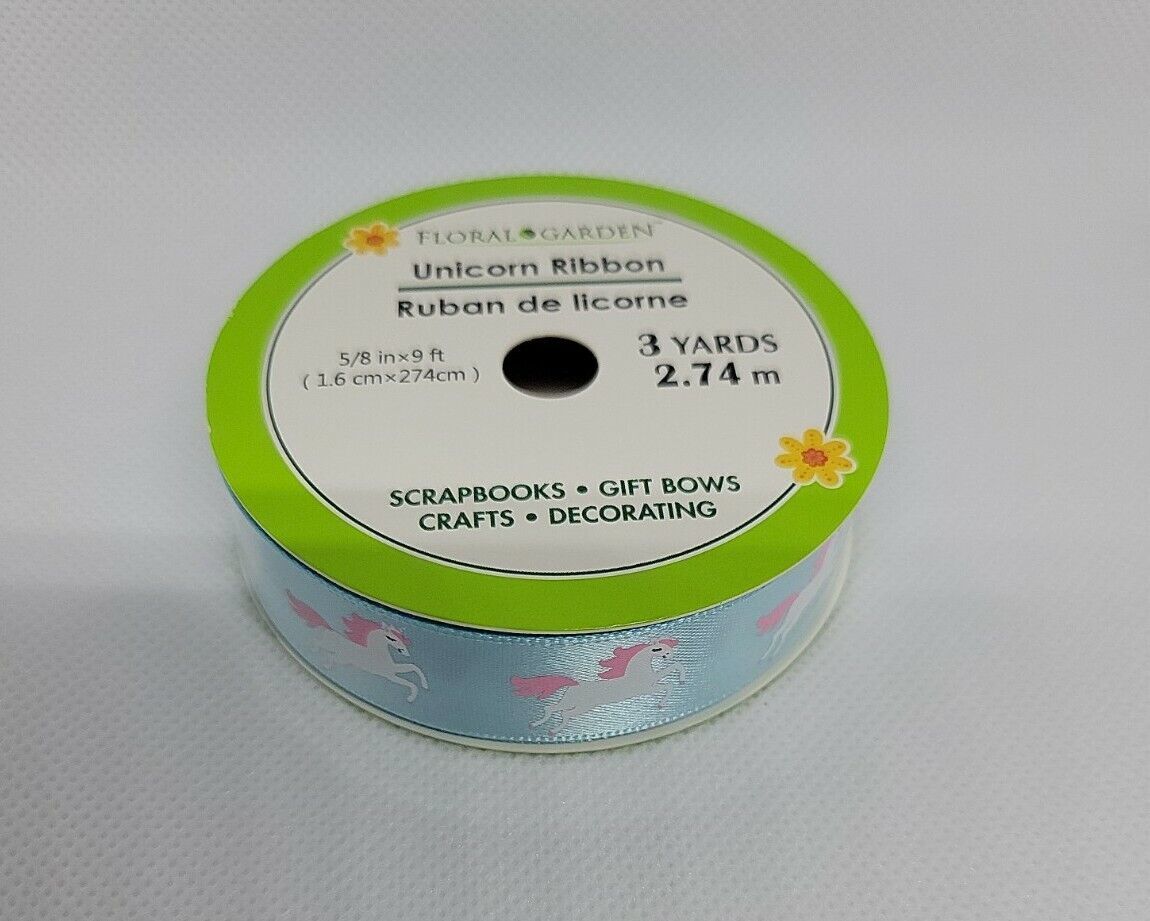 FLORAL GARDEN™
Unicorn Ribbon
Ruban de licorne
5/8 in×9 ft
( 1.6 cm×274cm )
3 YARDS
2.74 m
SCRAPBOOKS • GIFT BOWS
CRAFTS • DECORATING